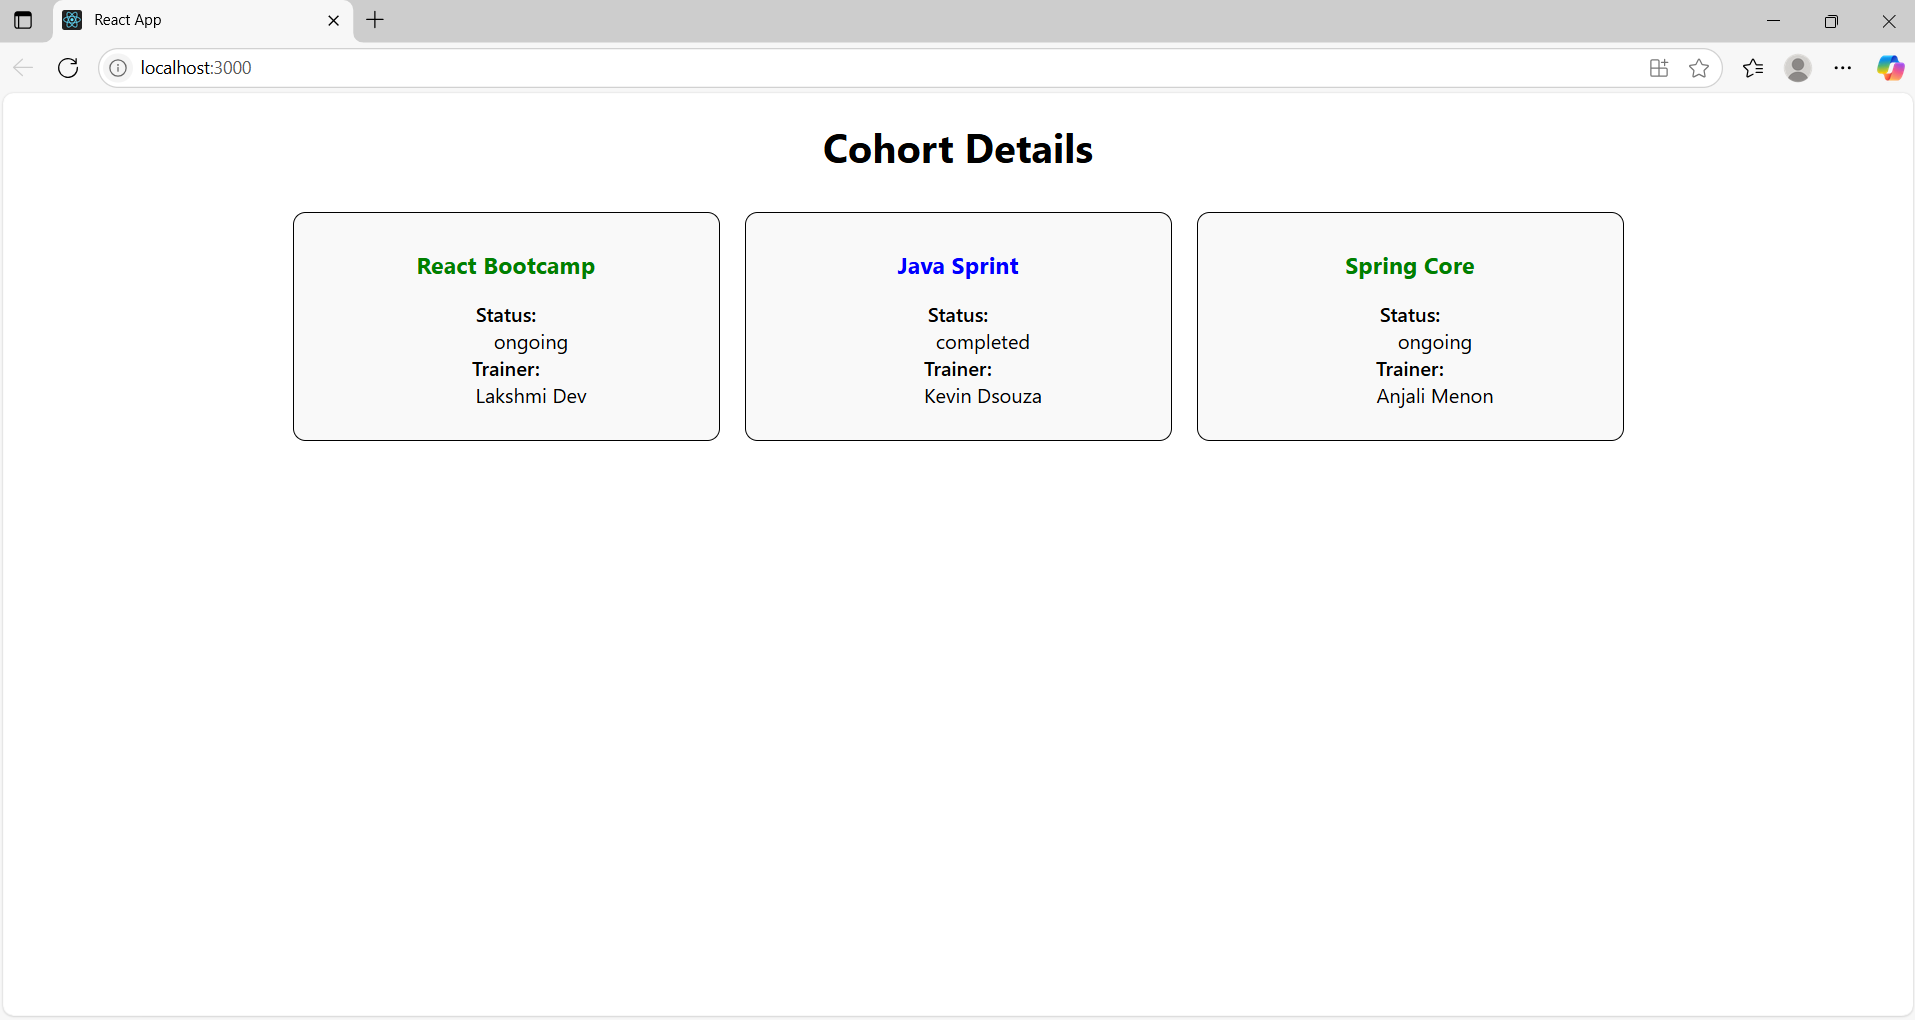 React App
localhost:3000
Cohort Details
React Bootcamp
Status:
ongoing
Trainer:
Lakshmi Dev
Java Sprint
Status:
completed
Trainer:
Kevin Dsouza
Spring Core
Status:
ongoing
Trainer:
Anjali Menon